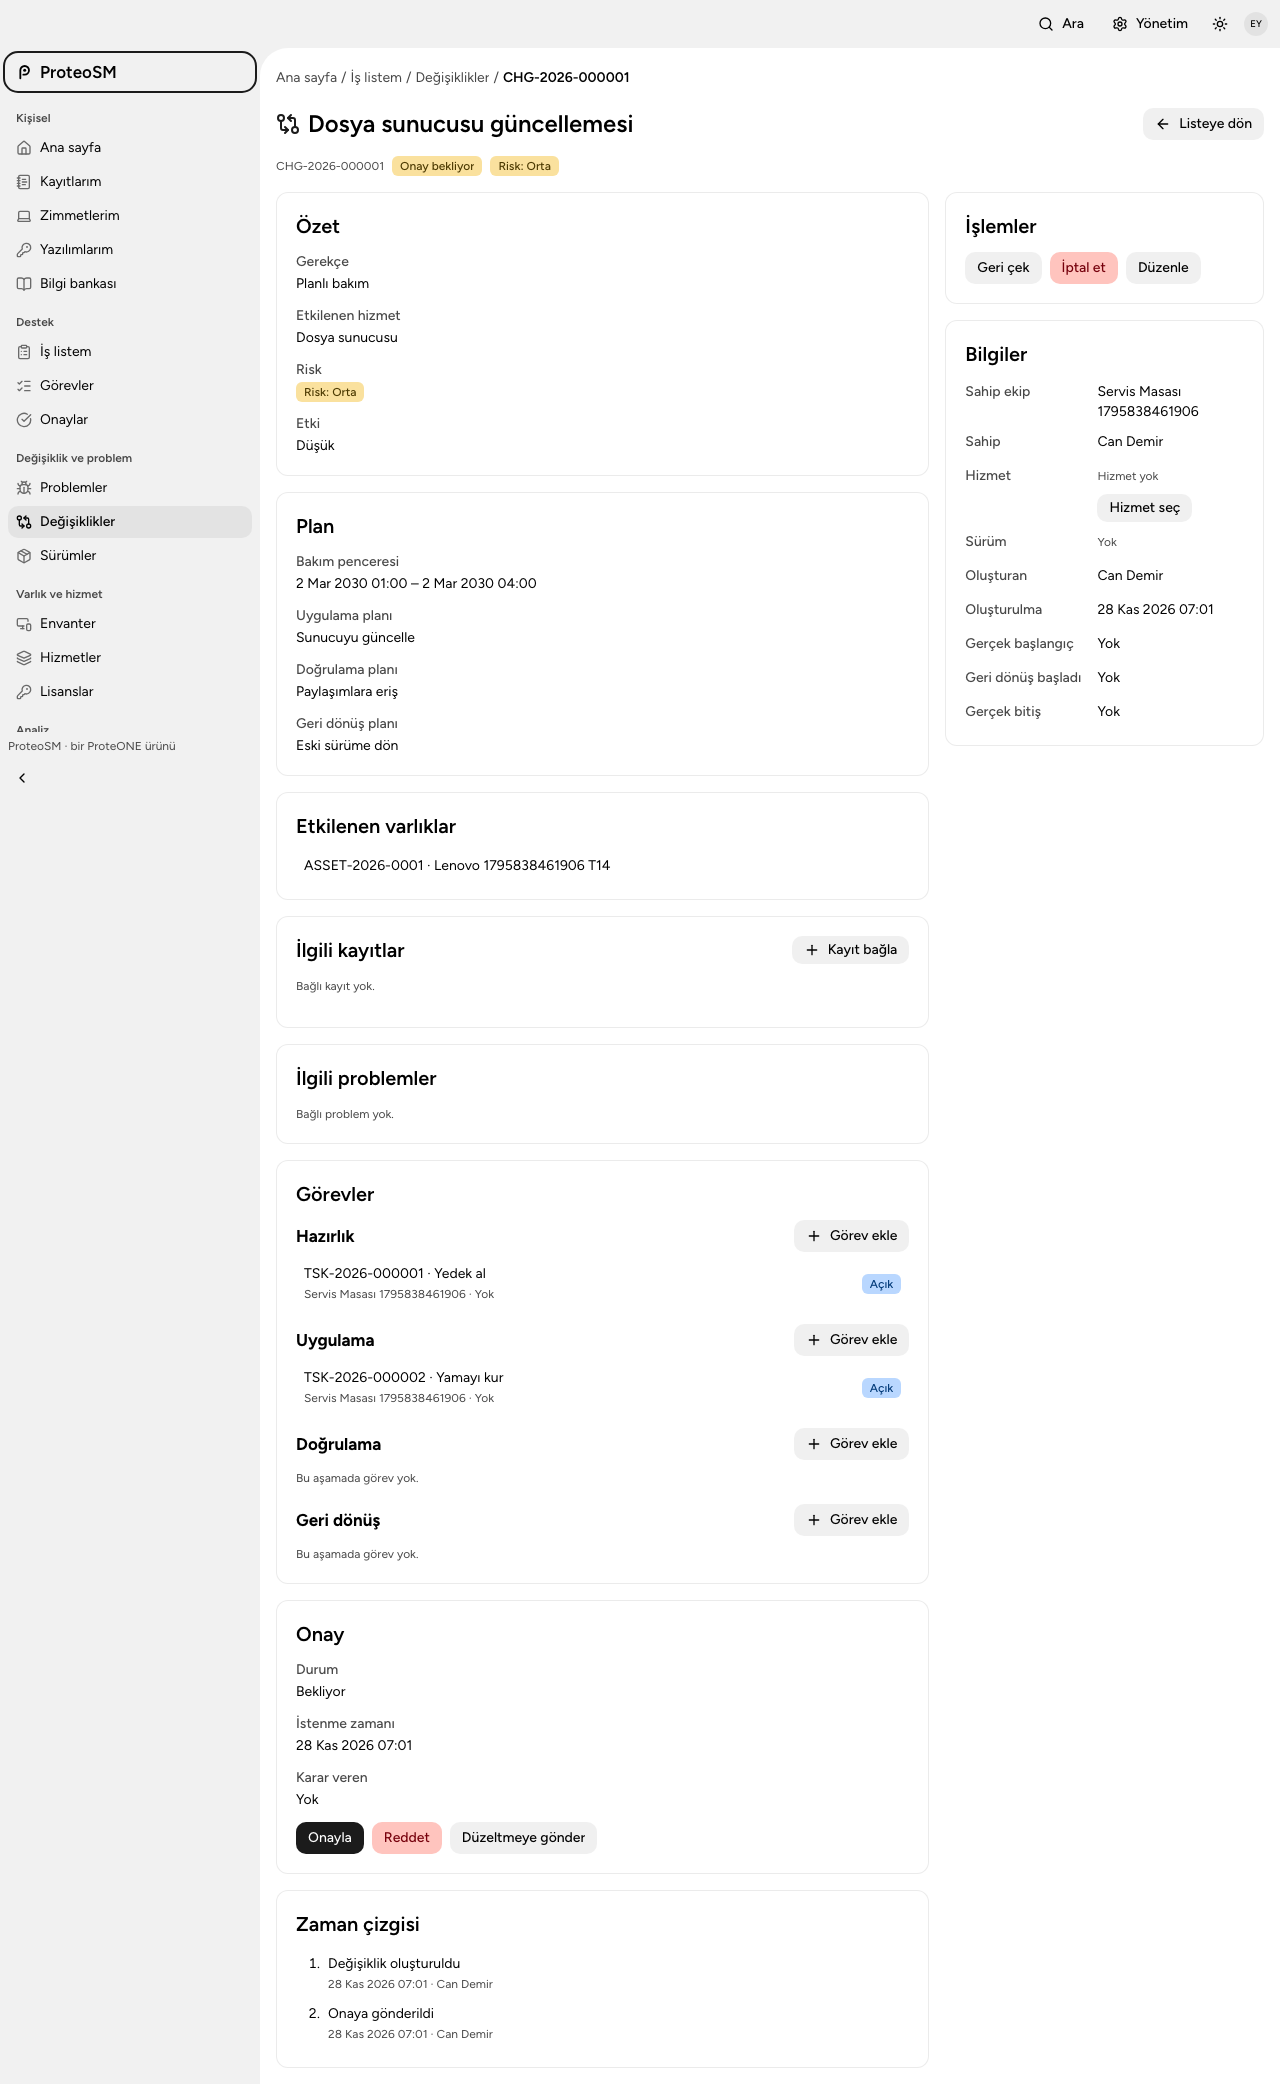 Ara
Yönetim
EY
ProteoSM
Kişisel
Ana sayfa
Kayıtlarım
Zimmetlerim
Yazılımlarım
Bilgi bankası
Destek
İş listem
Görevler
Onaylar
Değişiklik ve problem
Problemler
Değişiklikler
Sürümler
Varlık ve hizmet
Envanter
Hizmetler
Lisanslar
Analiz
ProteoSM · bir ProteONE ürünü
Ana sayfa / İş listem / Değişiklikler / CHG-2026-000001
Dosya sunucusu güncellemesi
Listeye dön
CHG-2026-000001 Onay bekliyor Risk: Orta
Özet
Gerekçe
Planlı bakım
Etkilenen hizmet
Dosya sunucusu
Risk
Risk: Orta
Etki
Düşük
Plan
Bakım penceresi
2 Mar 2030 01:00 – 2 Mar 2030 04:00
Uygulama planı
Sunucuyu güncelle
Doğrulama planı
Paylaşımlara eriş
Geri dönüş planı
Eski sürüme dön
Etkilenen varlıklar
ASSET-2026-0001 · Lenovo 1795838461906 T14
İlgili kayıtlar
Kayıt bağla
Bağlı kayıt yok.
İlgili problemler
Bağlı problem yok.
Görevler
Hazırlık
Görev ekle
TSK-2026-000001 · Yedek al
Servis Masası 1795838461906 · Yok
Açık
Uygulama
Görev ekle
TSK-2026-000002 · Yamayı kur
Servis Masası 1795838461906 · Yok
Açık
Doğrulama
Görev ekle
Bu aşamada görev yok.
Geri dönüş
Görev ekle
Bu aşamada görev yok.
Onay
Durum
Bekliyor
İstenme zamanı
28 Kas 2026 07:01
Karar veren
Yok
Onayla Reddet Düzeltmeye gönder
Zaman çizgisi
1. Değişiklik oluşturuldu
28 Kas 2026 07:01 · Can Demir
2. Onaya gönderildi
28 Kas 2026 07:01 · Can Demir
İşlemler
Geri çek İptal et Düzenle
Bilgiler
Sahip ekip Servis Masası
1795838461906
Sahip Can Demir
Hizmet Hizmet yok
Hizmet seç
Sürüm Yok
Oluşturan Can Demir
Oluşturulma 28 Kas 2026 07:01
Gerçek başlangıç Yok
Geri dönüş başladı Yok
Gerçek bitiş Yok